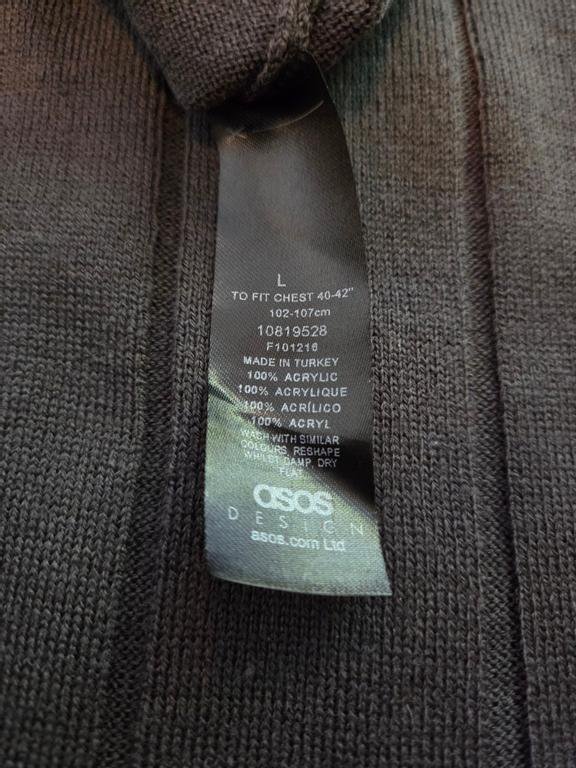 L
TO FIT CHEST 40-42"
102-107cm
10819528
F101216
MADE IN TURKEY
100% ACRYLIC
100% ACRYLIQUE
100% ACRÍLICO
100% ACRYL
WASH WITH SIMILAR
COLOURS, RESHAPE
WHILST DAMP, DRY
FLAT
asos
DESIGN
asos.com Ltd